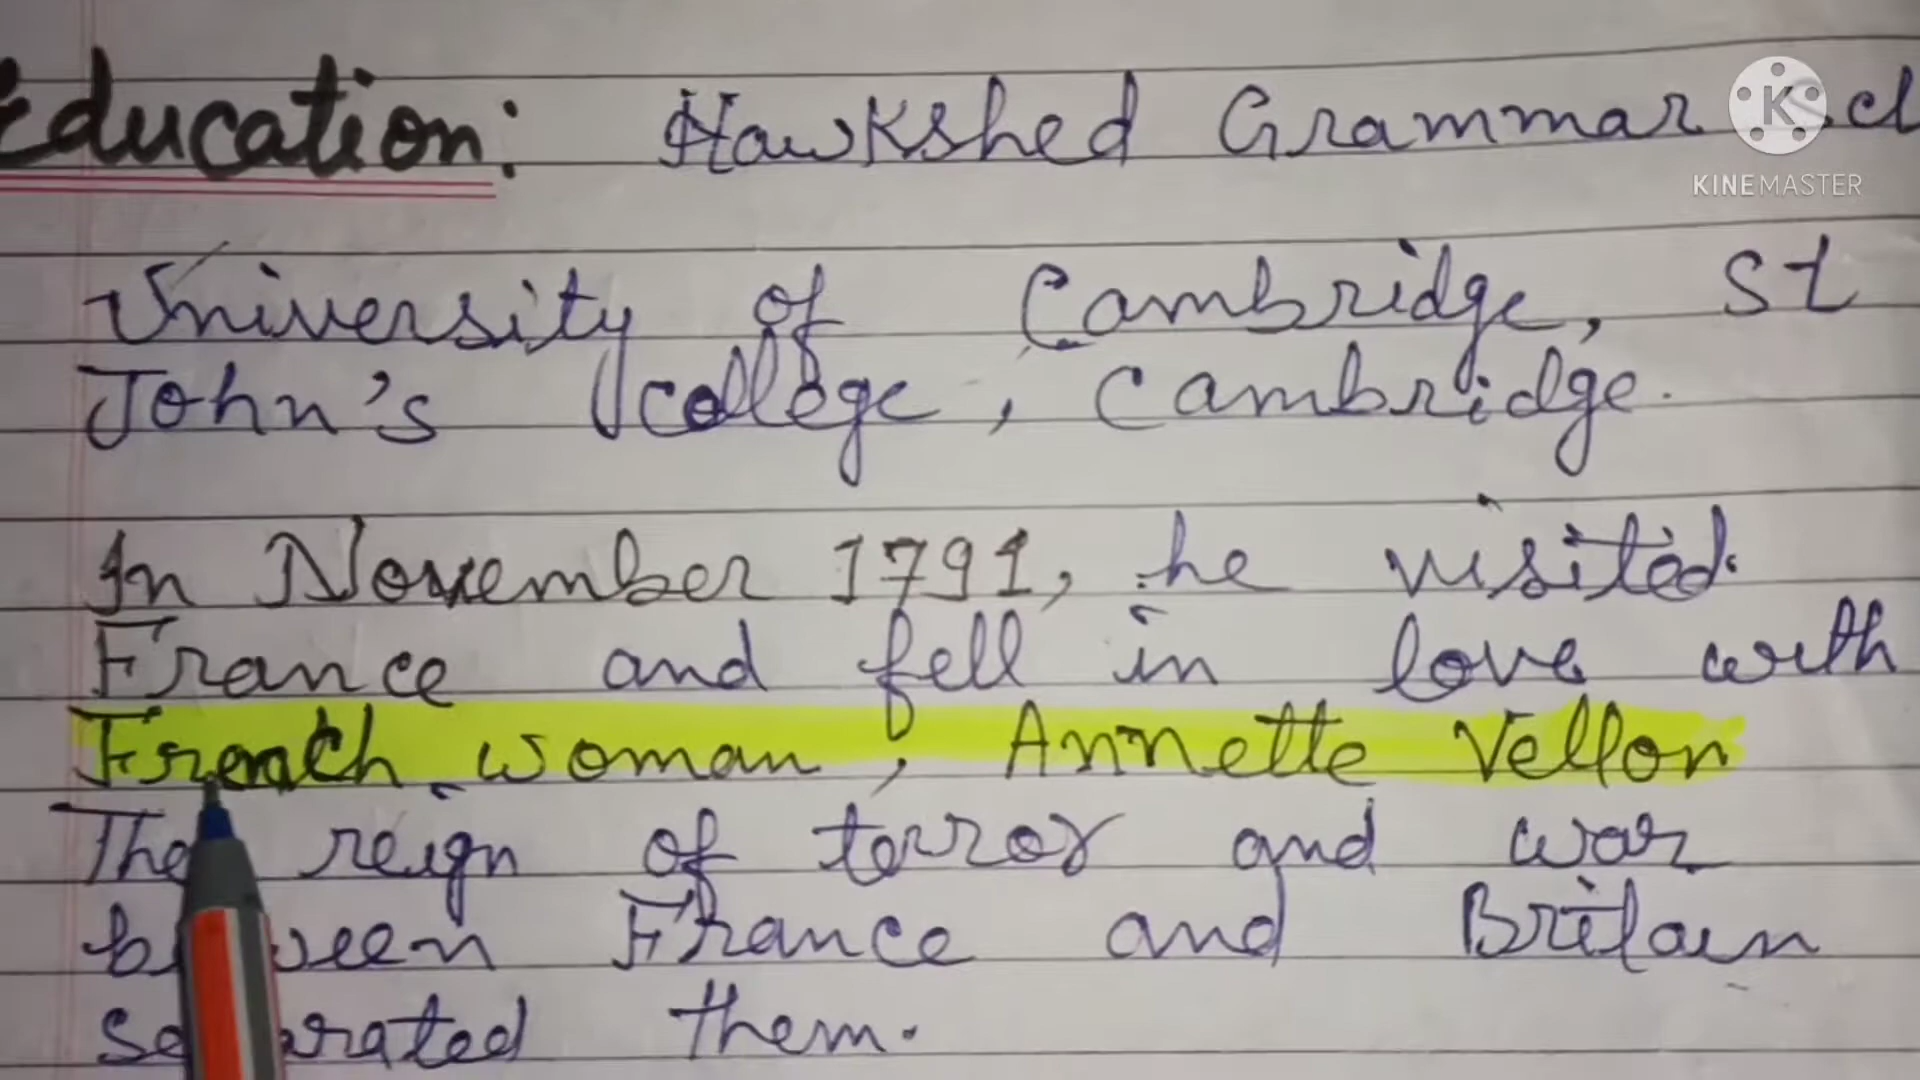 Education: Hawkshed Grammar Scl
KINEMASTER
University of Cambridge, St
John's College, Cambridge.
In November 1791, he visited
France and fell in love with
French woman, Annette Vellon
The reign of terror and war
between France and Britain
separated them.